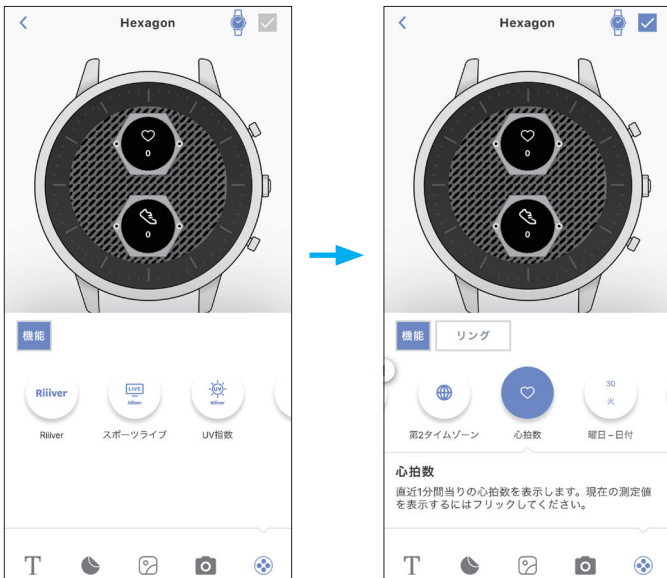 Hexagon
0
0
機能
Riiiver
LIVE
Riiiver
UV
Riiiver
Riiiver
スポーツライブ
UV指数
T
Hexagon
0
0
機能
リング
30
火
第2タイムゾーン
心拍数
曜日–日付
心拍数
直近1分間当りの心拍数を表示します。現在の測定値
を表示するにはフリックしてください。
T